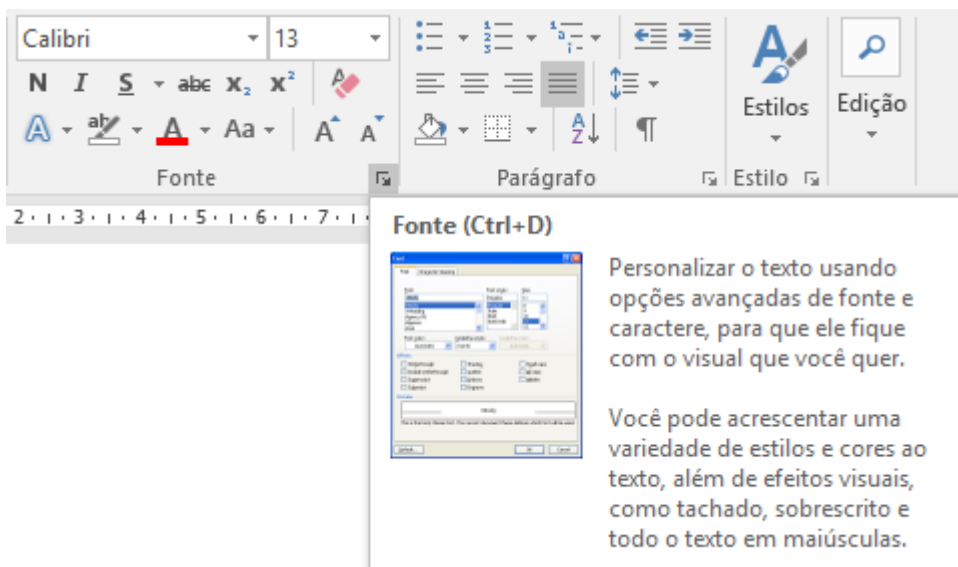 Calibri 13
N I S abc X₂ X²
A ab A Aa A A
A Z
Estilos
Edição
Fonte
Parágrafo
Estilo
2 · 3 · 4 · 5 · 6 · 7
Fonte (Ctrl+D)
Personalizar o texto usando
opções avançadas de fonte e
caractere, para que ele fique
com o visual que você quer.
Você pode acrescentar uma
variedade de estilos e cores ao
texto, além de efeitos visuais,
como tachado, sobrescrito e
todo o texto em maiúsculas.